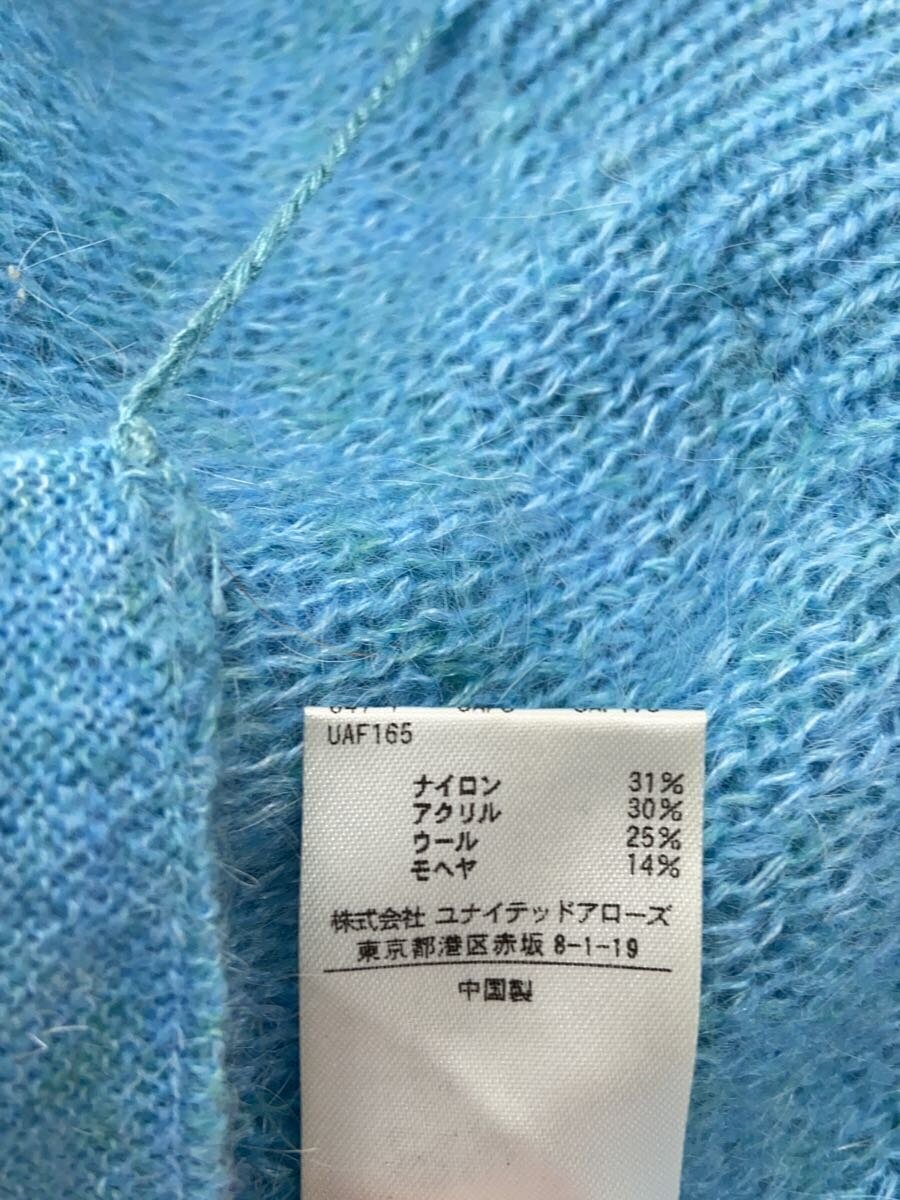 UAF165
ナイロン 31%
アクリル 30%
ウール 25%
モヘヤ 14%
株式会社 ユナイテッドアローズ
東京都港区赤坂 8-1-19
中国製